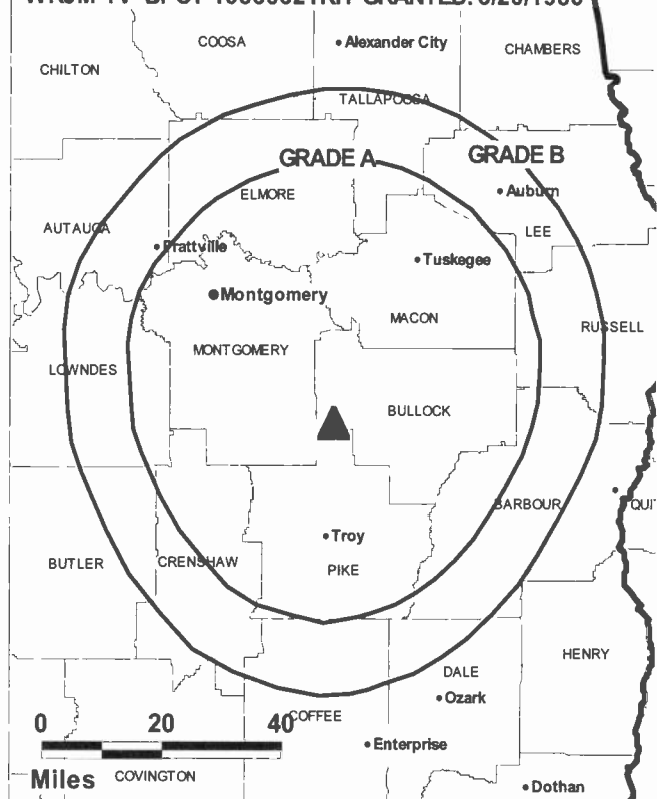 COOSA
Alexander City
CHAMBERS
CHILTON
TALLAPOOSA
GRADE A
GRADE B
Auburn
ELMORE
AUTAUGA
LEE
Prattville
Tuskegee
Montgomery
MACON
RUSSELL
MONTGOMERY
LOWNDES
BULLOCK
BARBOUR
QUIT
Troy
BUTLER
CRENSHAW
PIKE
HENRY
DALE
Ozark
0 20 40
COFFEE
Enterprise
Miles
COVINGTON
Dothan